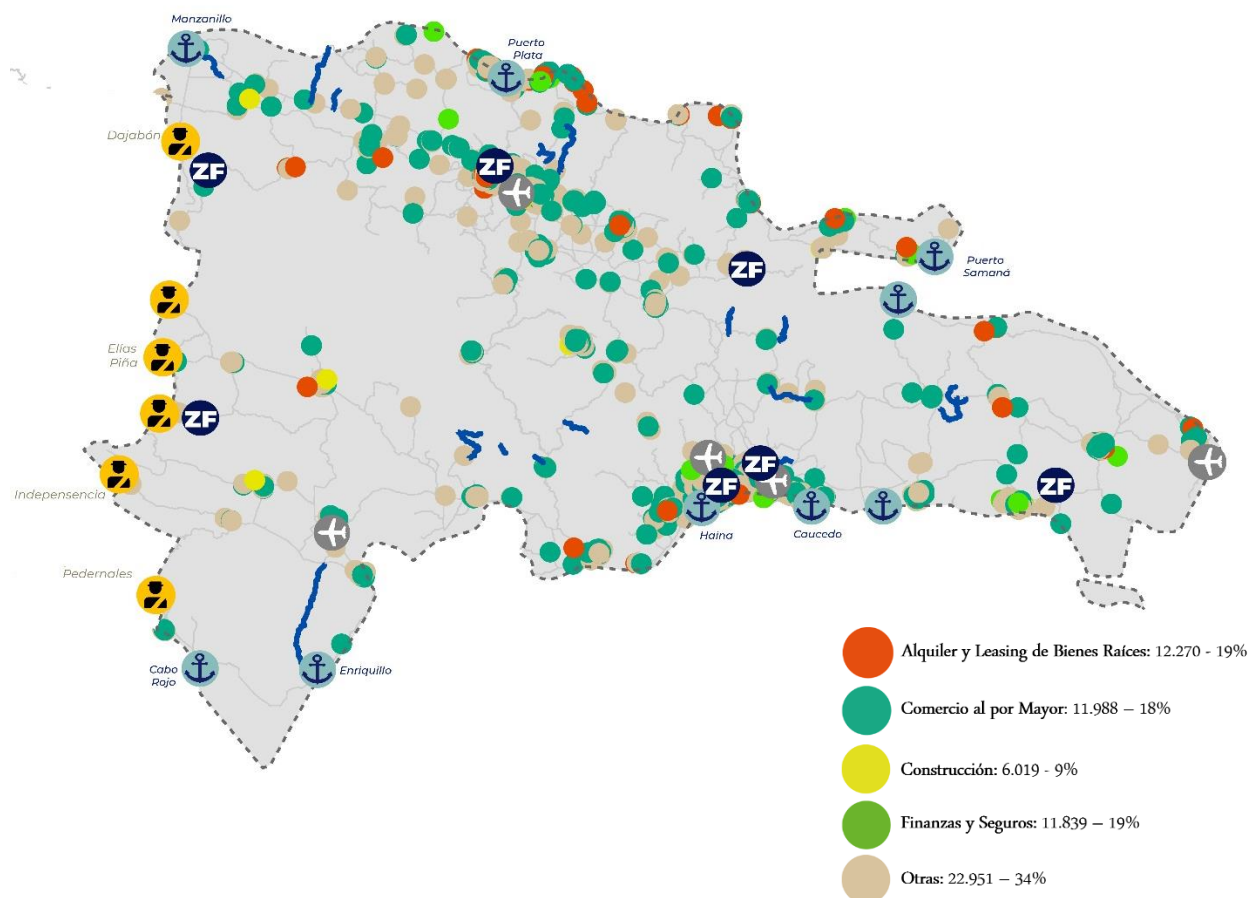 Manzanillo
Puerto
Plata
Dajabón
ZF
ZF
Puerto
Samaná
ZF
Elías
Piña
ZF
ZF
ZF
ZF
Indepensencia
Haina
Caucedo
Pedernales
Cabo
Rojo
Enriquillo
Alquiler y Leasing de Bienes Raíces: 12.270 - 19%
Comercio al por Mayor: 11.988 – 18%
Construcción: 6.019 - 9%
Finanzas y Seguros: 11.839 – 19%
Otras: 22.951 – 34%